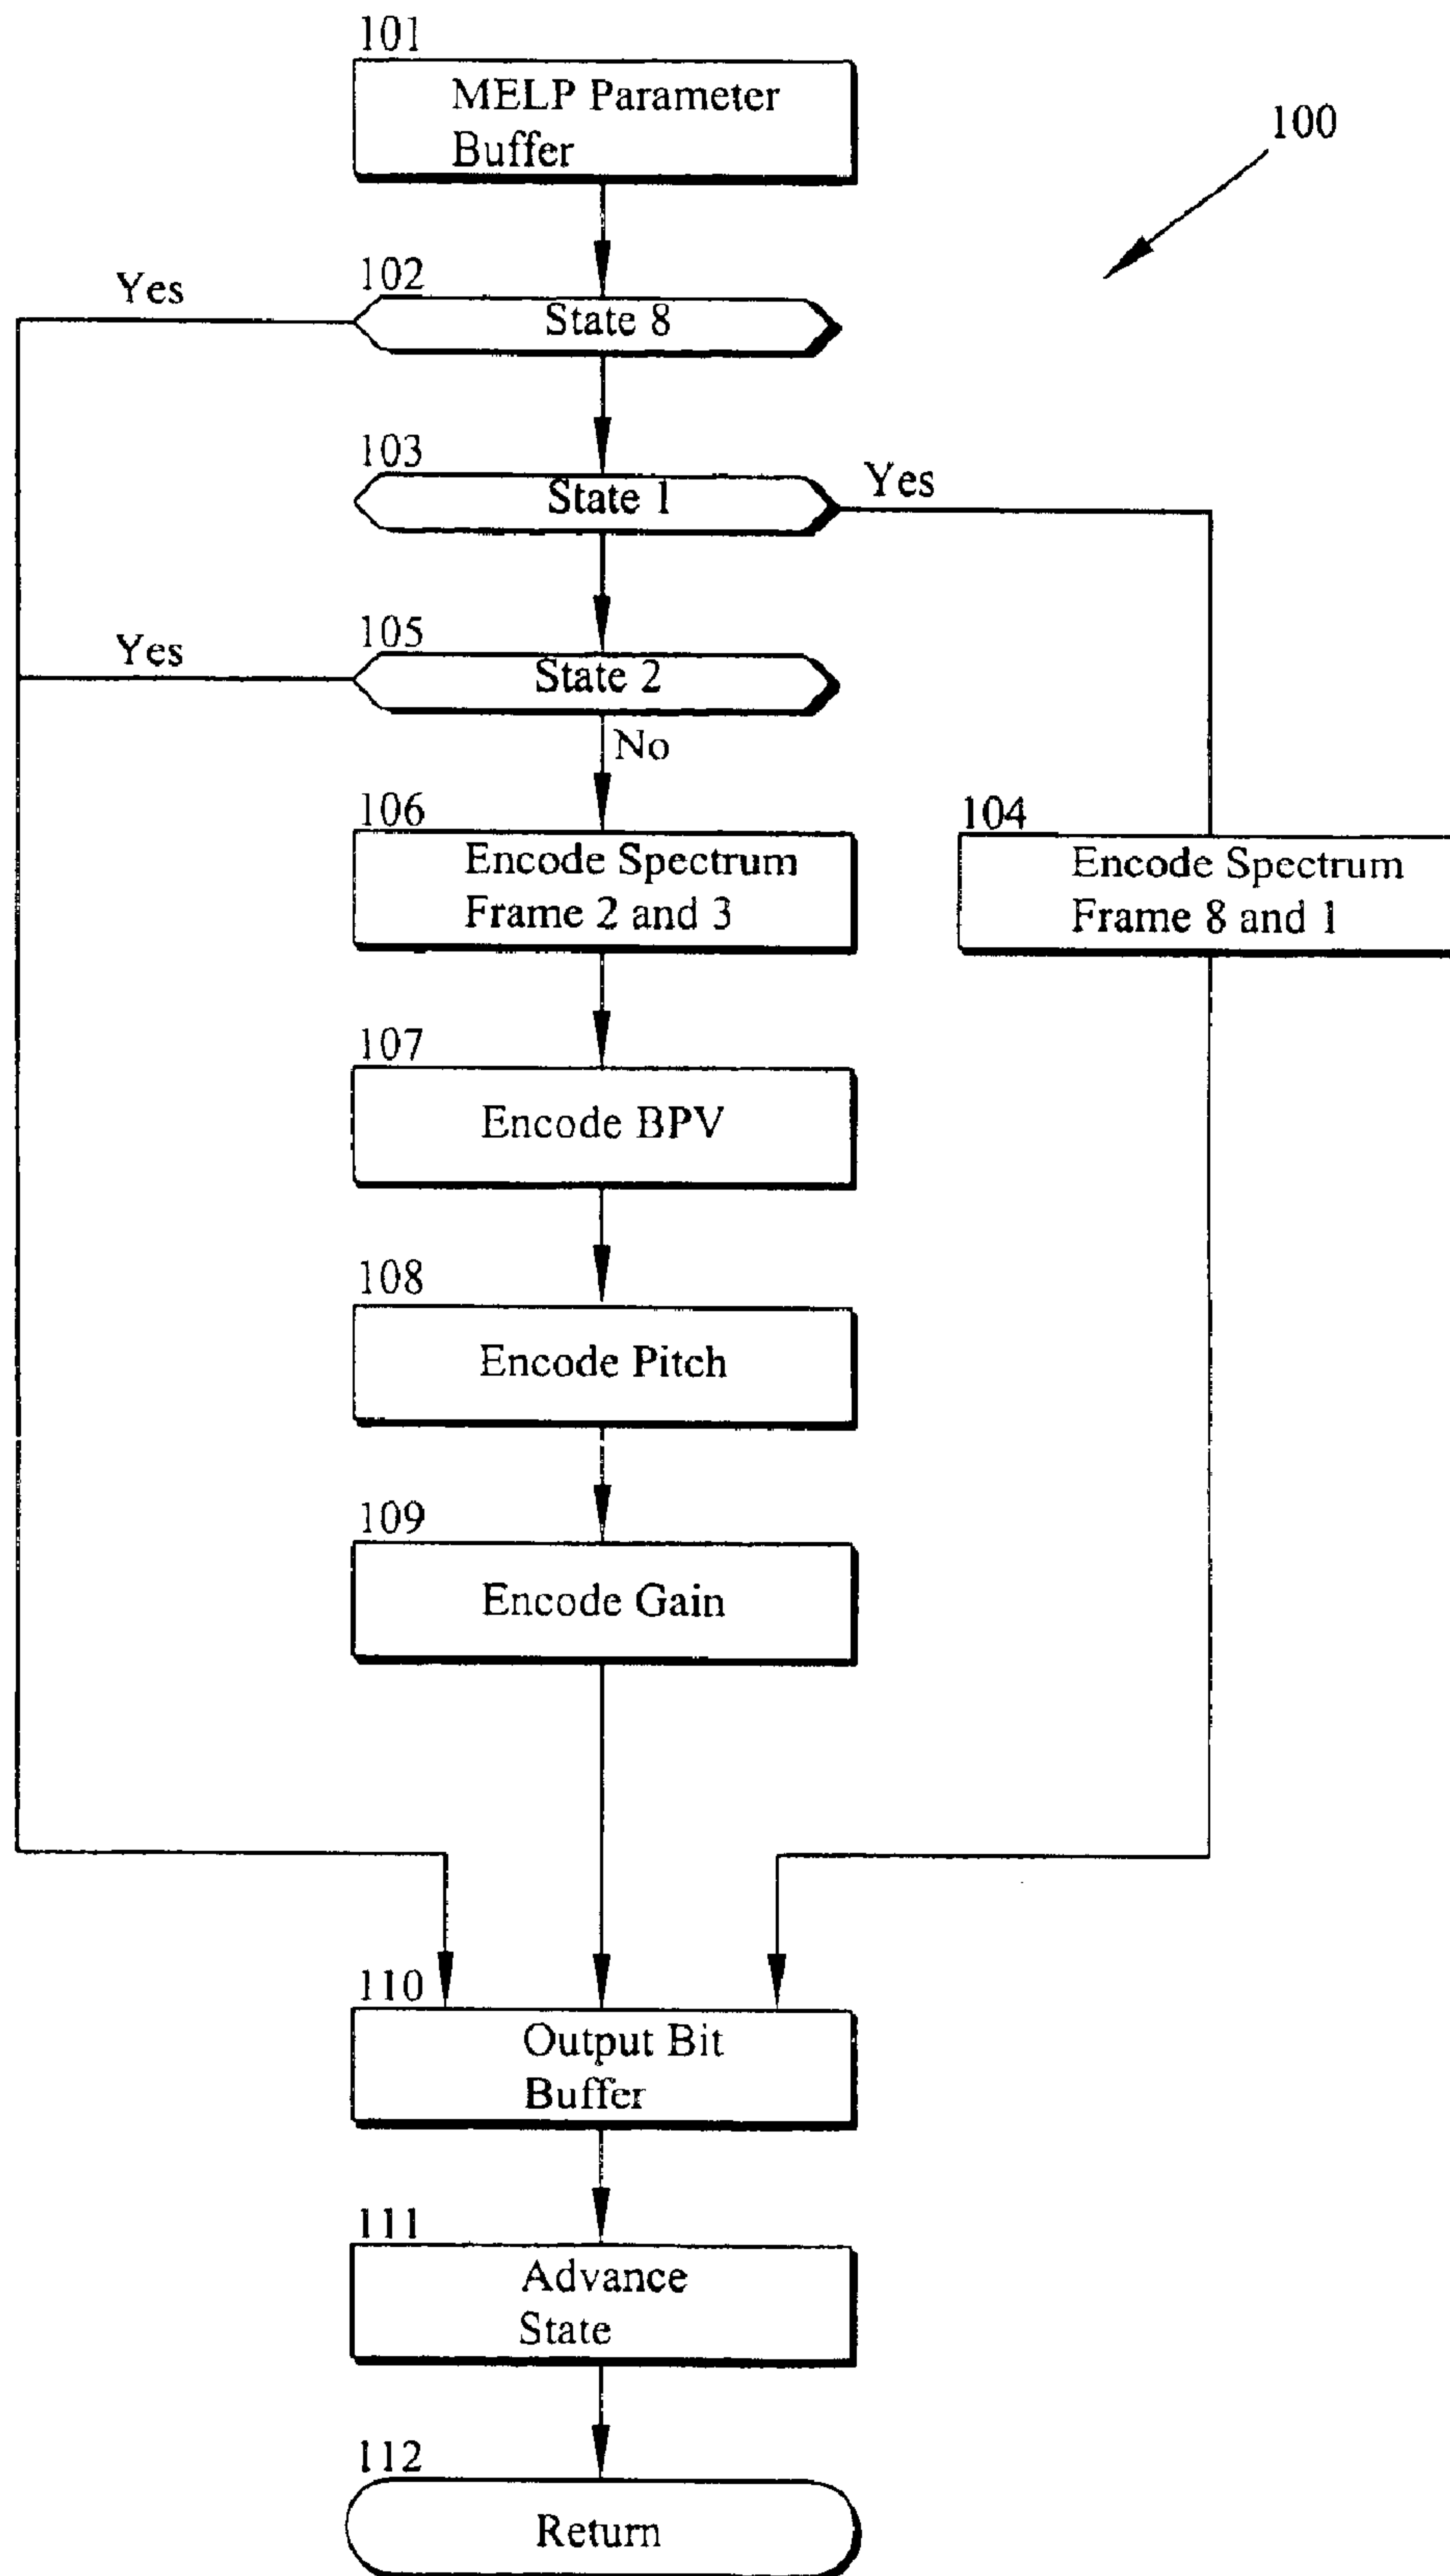 101
MELP Parameter
Buffer
100
102
Yes
State 8
103
State 1
Yes
105
Yes
State 2
No
106
Encode Spectrum
Frame 2 and 3
104
Encode Spectrum
Frame 8 and 1
107
Encode BPV
108
Encode Pitch
109
Encode Gain
110
Output Bit
Buffer
111
Advance
State
112
Return